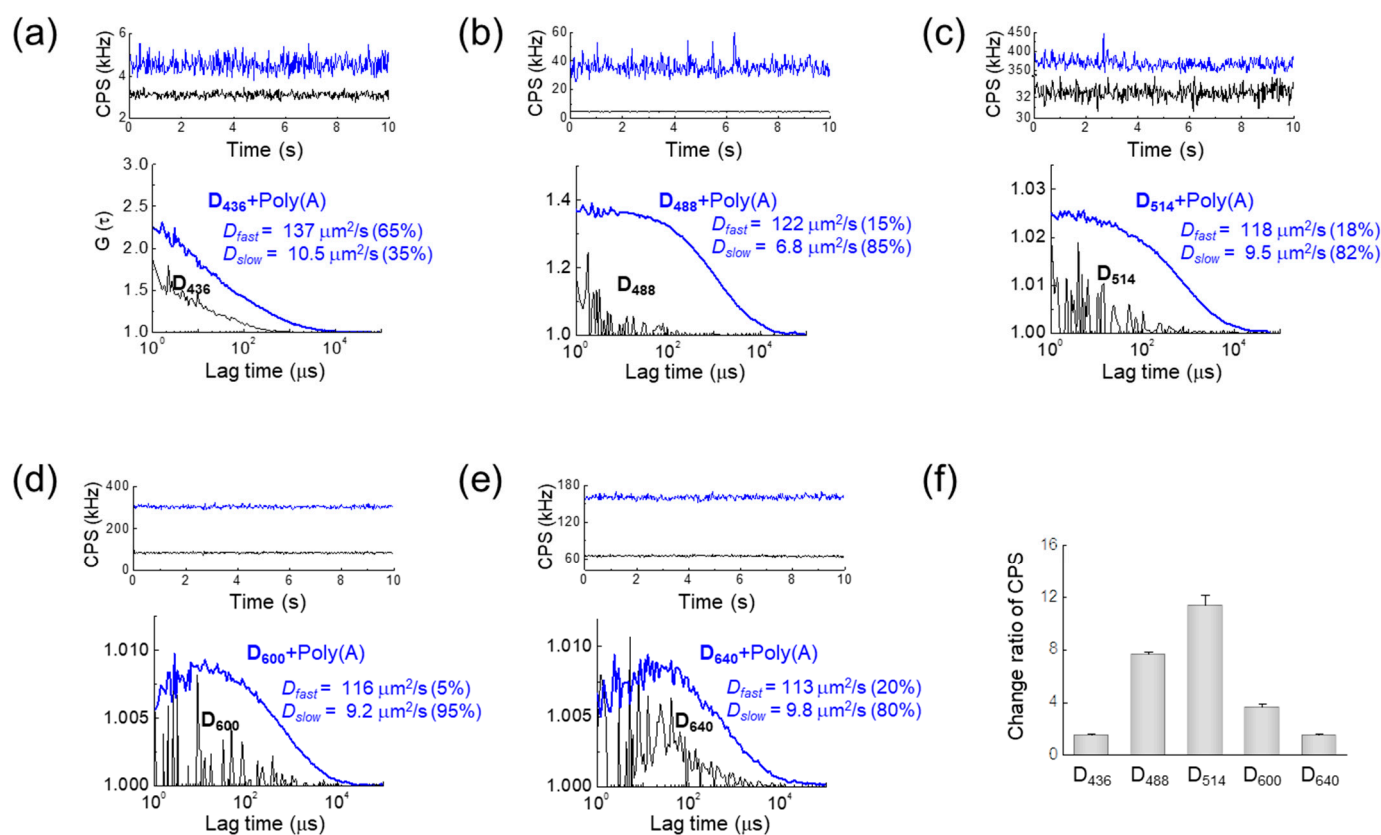 (a)
6
4
2
CPS (kHz)
0 2 4 6 8 10
Time (s)
3.0
2.5
2.0
1.5
1.0
G (τ)
D436+Poly(A)
Dfast = 137 μm2/s (65%)
Dslow = 10.5 μm2/s (35%)
D436
10^0 10^2 10^4
Lag time (μs)
(b)
60
40
20
0
CPS (kHz)
0 2 4 6 8 10
Time (s)
1.4
1.2
1.0
D488+Poly(A)
Dfast = 122 μm2/s (15%)
Dslow = 6.8 μm2/s (85%)
D488
10^0 10^2 10^4
Lag time (μs)
(c)
450
350
32
30
CPS (kHz)
0 2 4 6 8 10
Time (s)
1.03
1.02
1.01
1.00
D514+Poly(A)
Dfast = 118 μm2/s (18%)
Dslow = 9.5 μm2/s (82%)
D514
10^0 10^2 10^4
Lag time (μs)
(d)
400
200
0
CPS (kHz)
0 2 4 6 8 10
Time (s)
1.010
1.005
1.000
D600+Poly(A)
Dfast = 116 μm2/s (5%)
Dslow = 9.2 μm2/s (95%)
D600
10^0 10^2 10^4
Lag time (μs)
(e)
180
120
60
CPS (kHz)
0 2 4 6 8 10
Time (s)
1.010
1.005
1.000
D640+Poly(A)
Dfast = 113 μm2/s (20%)
Dslow = 9.8 μm2/s (80%)
D640
10^0 10^2 10^4
Lag time (μs)
(f)
16
12
8
4
0
Change ratio of CPS
D436 D488 D514 D600 D640